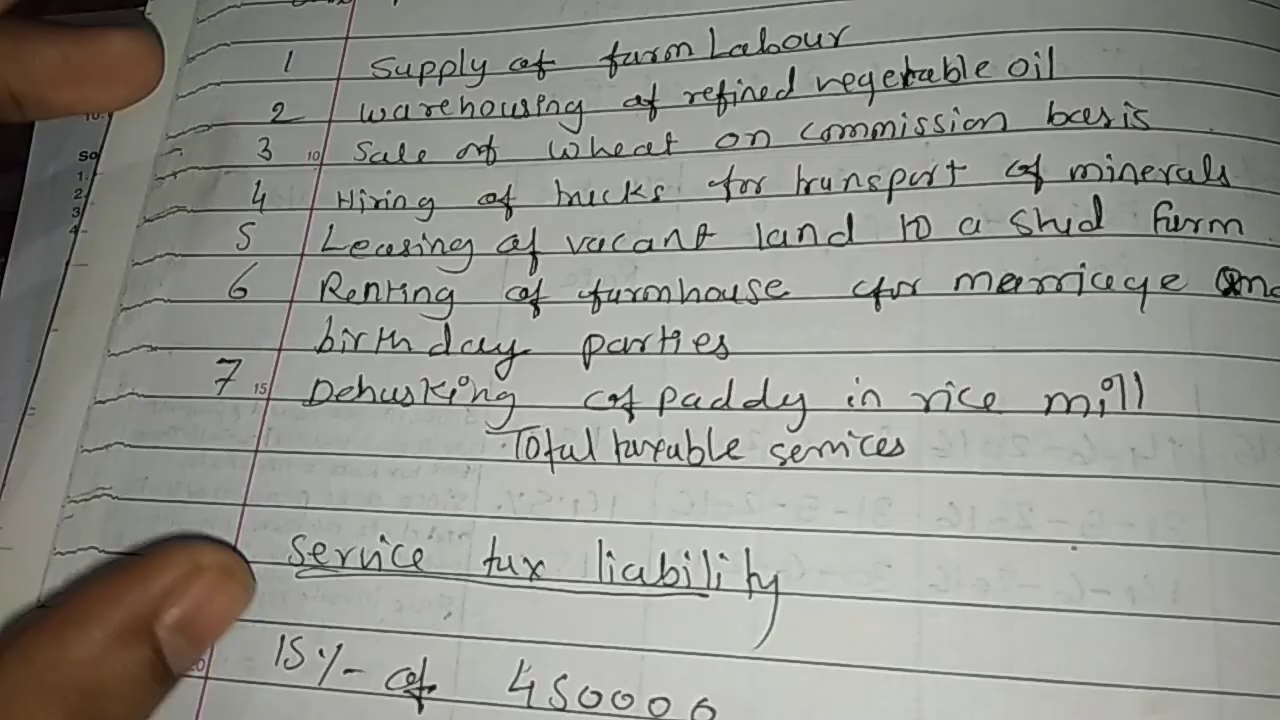 1 Supply of farm Labour
2 warehousing of refined vegetable oil
3 10 Sale of wheat on commission basis
4 Hiring of trucks for transport of minerals
5 Leasing of vacant land to a stud farm
6 Renting of farmhouse for marriage
birthday parties
7 15 Dehusking of paddy in rice mill
Total taxable services
Service tax liability
15%- of 450000